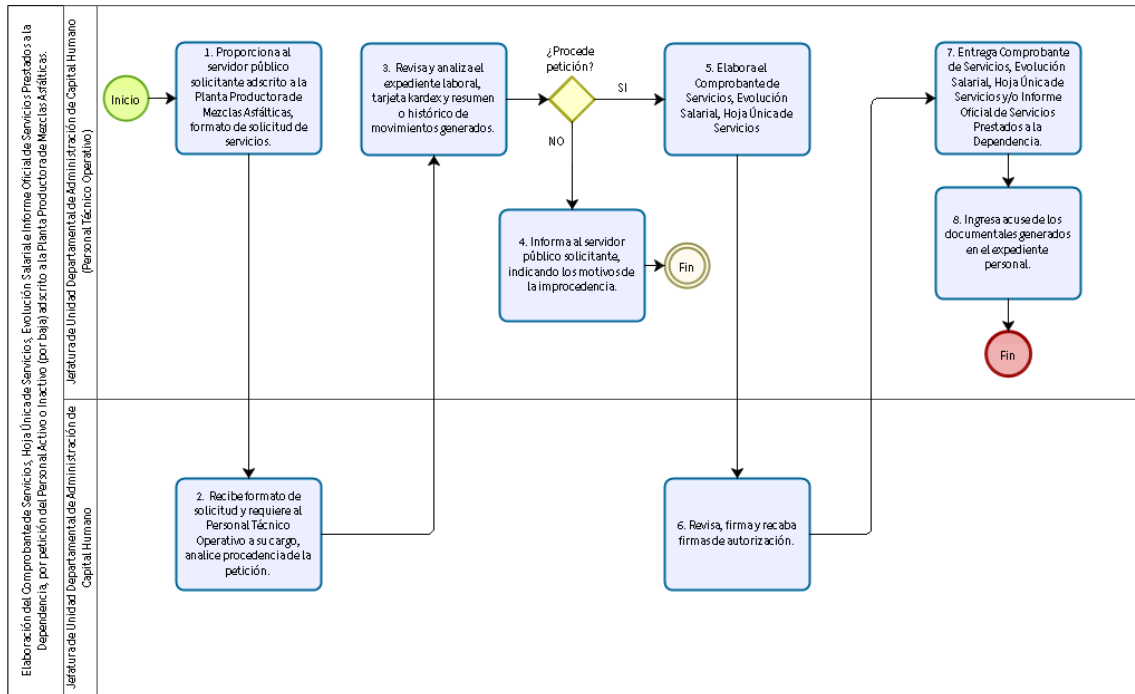 Elaboración del Comprobante de Servicios, Hoja Única de Servicios, Evolución Salarial e Informe Oficial de Servicios Prestados a la
Dependencia, por petición del Personal Activo o Inactivo (por baja) adscrito a la Planta Productora de Mezclas Asfálticas.
Jefatura de Unidad Departamental de Administración de Capital Humano
(Personal Técnico Operativo)
Inicio
1. Proporciona al
servidor público
solicitante adscrito a la
Planta Productora de
Mezclas Asfálticas,
formato de solicitud de
servicios.
3. Revisa y analiza el
expediente laboral,
tarjeta kardex y resumen
o histórico de
movimientos generados.
¿Procede
petición?
SI
NO
4. Informa al servidor
público solicitante,
indicando los motivos de
la improcedencia.
Fin
5. Elabora el
Comprobante de
Servicios, Evolución
Salarial, Hoja Única de
Servicios
7. Entrega Comprobante
de Servicios, Evolución
Salarial, Hoja Única de
Servicios y/o Informe
Oficial de Servicios
Prestados a la
Dependencia.
8. Ingresa acuse de los
documentales generados
en el expediente
personal.
Fin
Jefatura de Unidad Departamental de Administración de
Capital Humano
2. Recibe formato de
solicitud y requiere al
Personal Técnico
Operativo a su cargo,
analice procedencia de la
petición.
6. Revisa, firma y recaba
firmas de autorización.